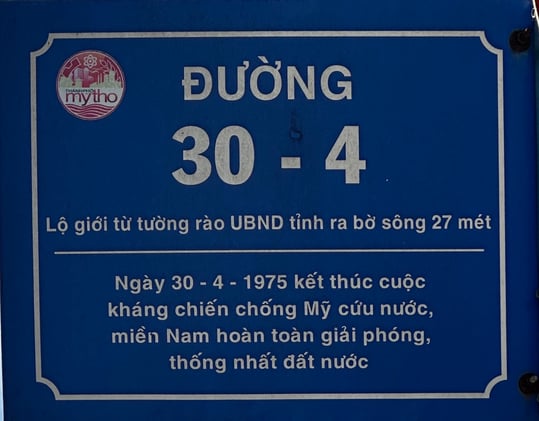 THÀNH PHỐ
mỹ tho
ĐƯỜNG
30 - 4
Lộ giới từ tường rào UBND tỉnh ra bờ sông 27 mét
Ngày 30 - 4 - 1975 kết thúc cuộc
kháng chiến chống Mỹ cứu nước,
miền Nam hoàn toàn giải phóng,
thống nhất đất nước